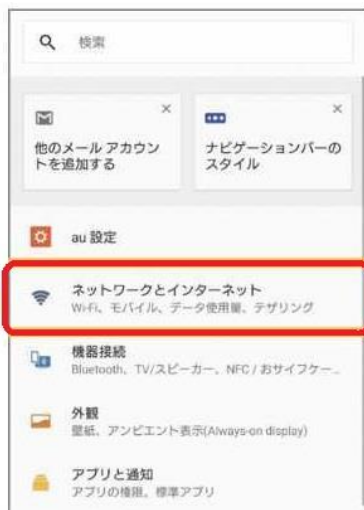 検索
他のメール アカウン
トを追加する
ナビゲーションバーの
スタイル
au 設定
ネットワークとインターネット
Wi-Fi、モバイル、データ使用量、テザリング
機器接続
Bluetooth、TV/スピーカー、NFC / おサイフケー...
外観
壁紙、アンビエント表示(Always-on display)
アプリと通知
アプリの権限、標準アプリ